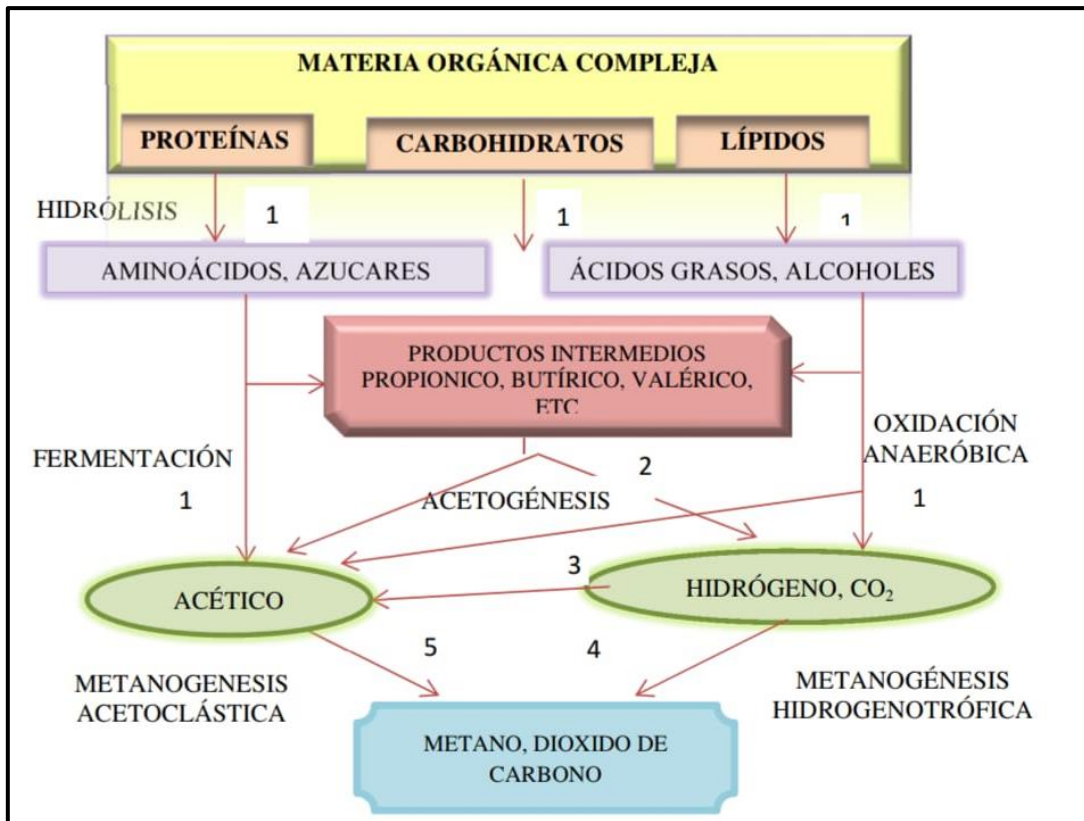 MATERIA ORGÁNICA COMPLEJA
PROTEÍNAS
CARBOHIDRATOS
LÍPIDOS
HIDRÓLISIS
1
1
1
AMINOÁCIDOS, AZUCARES
ÁCIDOS GRASOS, ALCOHOLES
PRODUCTOS INTERMEDIOS
PROPIONICO, BUTÍRICO, VALÉRICO,
ETC
FERMENTACIÓN
1
2
ACETOGÉNESIS
OXIDACIÓN
ANAERÓBICA
1
ACÉTICO
3
HIDRÓGENO, CO₂
METANOGENESIS
ACETOCLÁSTICA
5
4
METANOGÉNESIS
HIDROGENOTRÓFICA
METANO, DIOXIDO DE
CARBONO